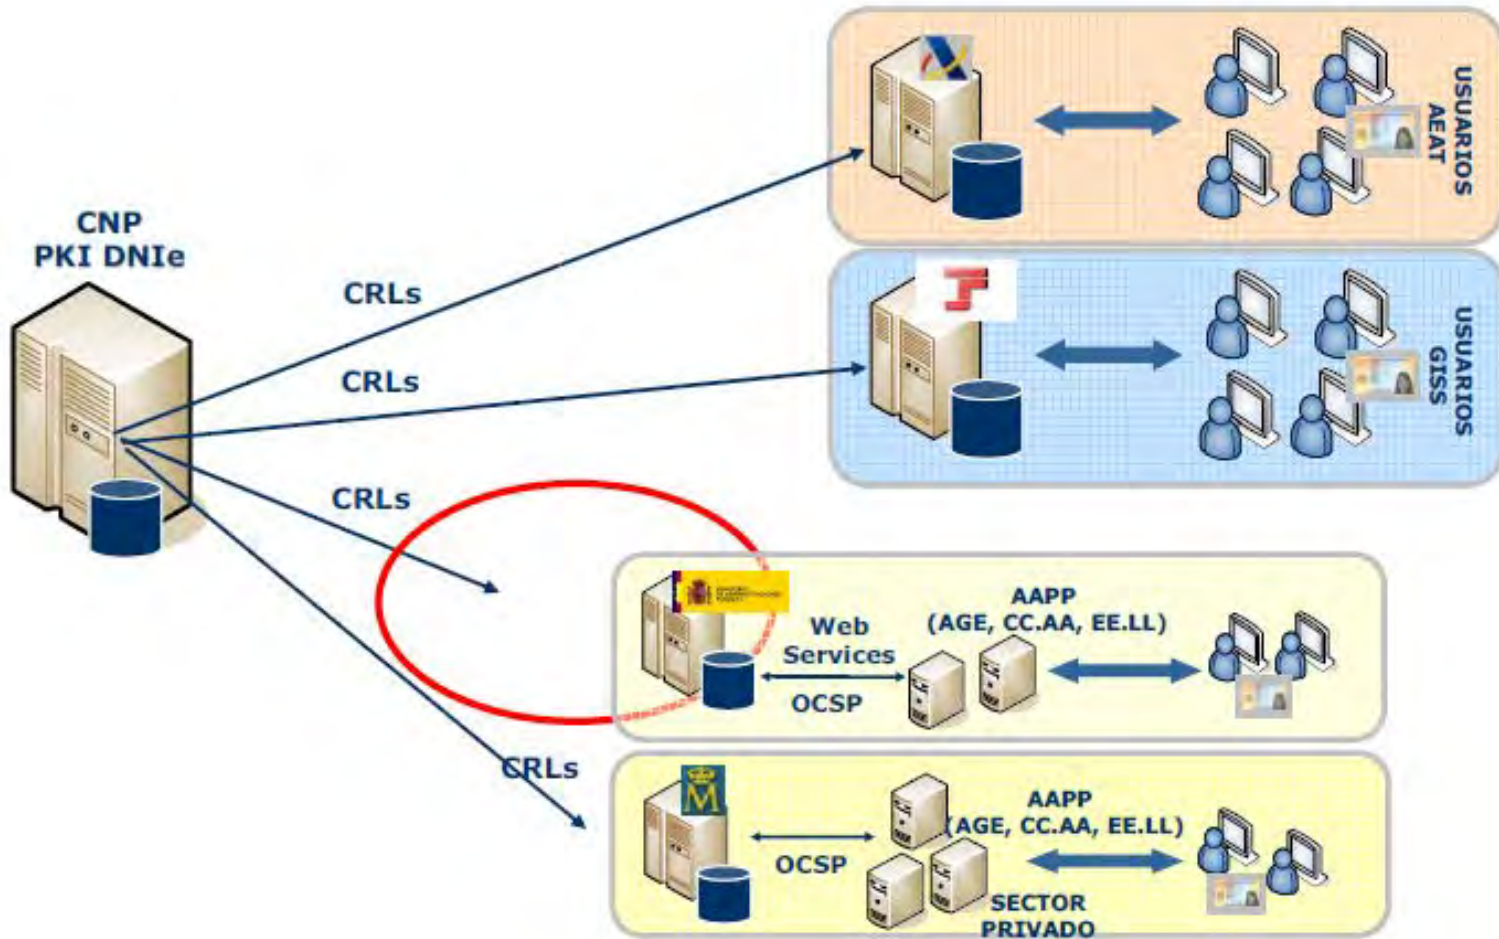 CNP
PKI DNIe
CRLs
CRLs
CRLs
CRLs
USUARIOS
AEAT
USUARIOS
GISS
Web
Services
OCSP
AAPP
(AGE, CC.AA, EE.LL)
M
OCSP
AAPP
(AGE, CC.AA, EE.LL)
SECTOR
PRIVADO